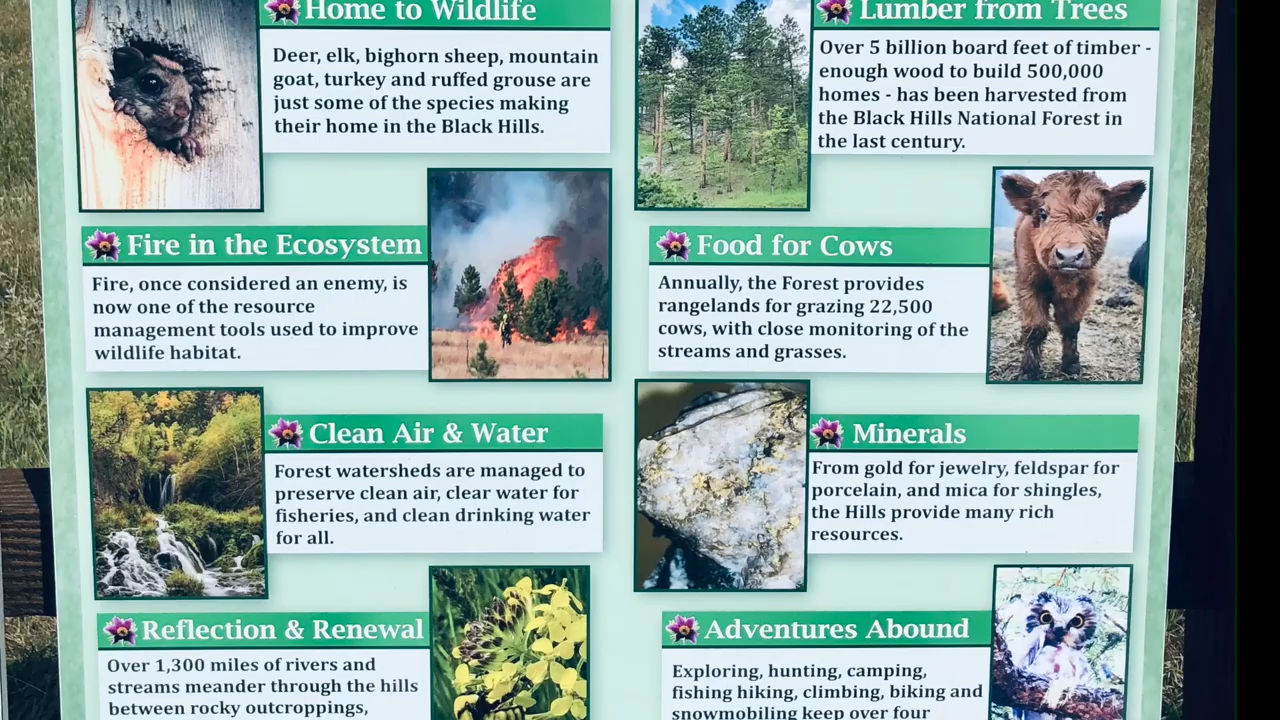 Home to Wildlife
Deer, elk, bighorn sheep, mountain
goat, turkey and ruffed grouse are
just some of the species making
their home in the Black Hills.
Lumber from Trees
Over 5 billion board feet of timber -
enough wood to build 500,000
homes - has been harvested from
the Black Hills National Forest in
the last century.
Fire in the Ecosystem
Fire, once considered an enemy, is
now one of the resource
management tools used to improve
wildlife habitat.
Food for Cows
Annually, the Forest provides
rangelands for grazing 22,500
cows, with close monitoring of the
streams and grasses.
Clean Air & Water
Forest watersheds are managed to
preserve clean air, clear water for
fisheries, and clean drinking water
for all.
Minerals
From gold for jewelry, feldspar for
porcelain, and mica for shingles,
the Hills provide many rich
resources.
Reflection & Renewal
Over 1,300 miles of rivers and
streams meander through the hills
between rocky outcroppings,
Adventures Abound
Exploring, hunting, camping,
fishing hiking, climbing, biking and
snowmobiling keep over four